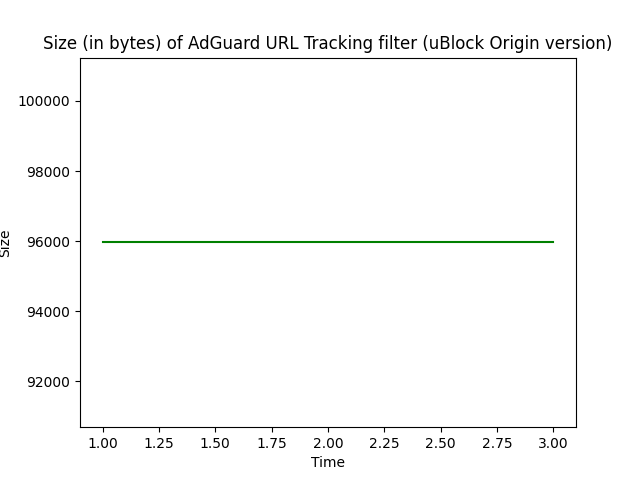 Size (in bytes) of AdGuard URL Tracking filter (uBlock Origin version)
100000
98000
96000
94000
92000
Size
1.00 1.25 1.50 1.75 2.00 2.25 2.50 2.75 3.00
Time